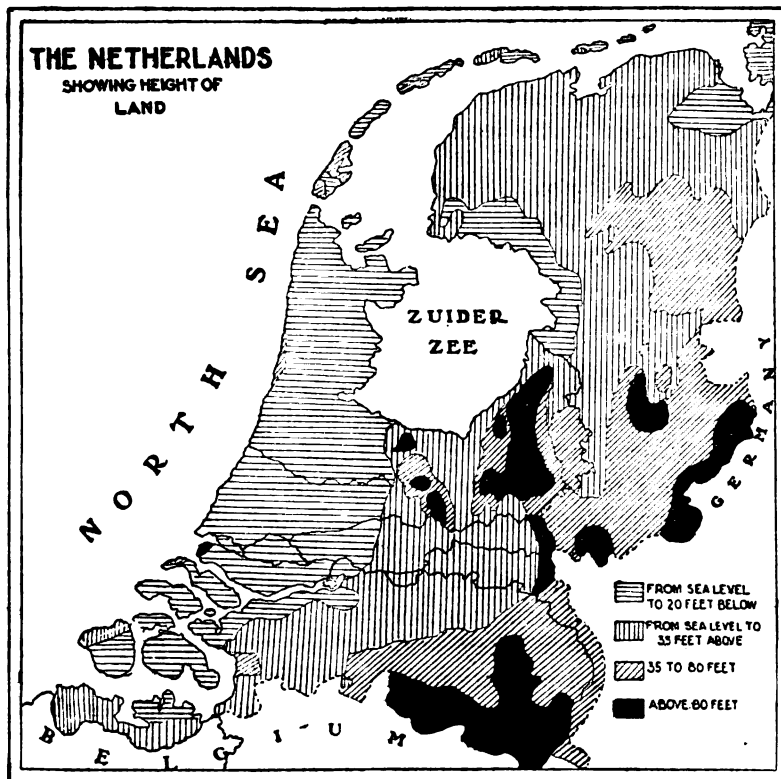 THE NETHERLANDS
SHOWING HEIGHT OF
LAND
NORTH SEA
ZUIDER
ZEE
GERMANY
FROM SEA LEVEL
TO 20 FEET BELOW
FROM SEA LEVEL TO
35 FEET ABOVE
35 TO 80 FEET
ABOVE 80 FEET
BELGIUM